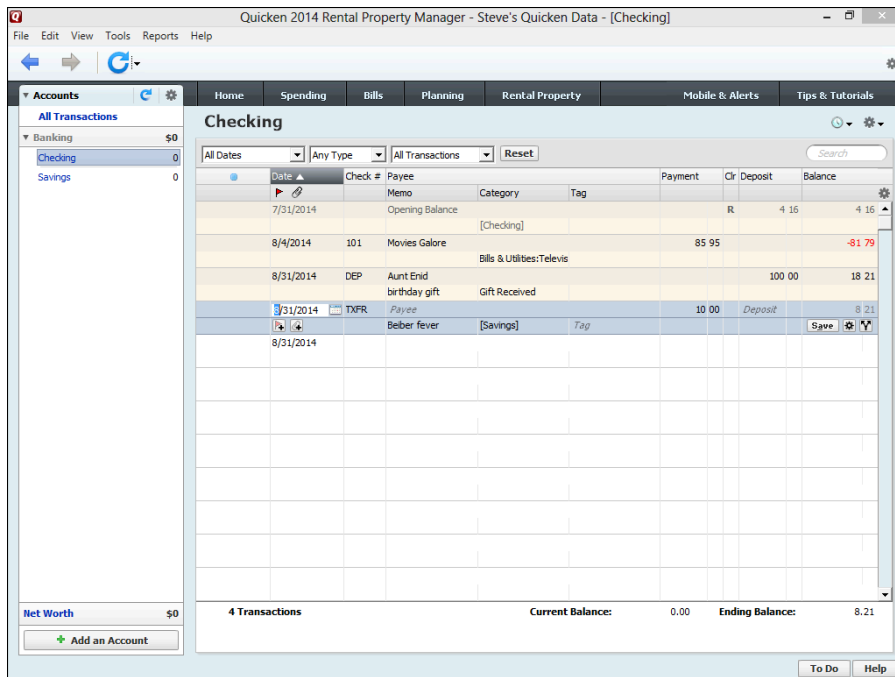 Quicken 2014 Rental Property Manager - Steve's Quicken Data - [Checking]
File Edit View Tools Reports Help
Accounts
Home Spending Bills Planning Rental Property Mobile & Alerts Tips & Tutorials
All Transactions
Checking
Banking $0
Checking 0
All Dates Any Type All Transactions Reset Search
Savings 0
Date Check # Payee Payment Clr Deposit Balance
Memo Category Tag
7/31/2014 Opening Balance R 4 16 4 16
[Checking]
8/4/2014 101 Movies Galore 85 95 -81 79
Bills & Utilities:Televis
8/31/2014 DEP Aunt Enid 100 00 18 21
birthday gift Gift Received
8/31/2014 TXFR Payee 10 00 Deposit 8 21
Beiber fever [Savings] Tag Save
8/31/2014
Net Worth $0
4 Transactions Current Balance: 0.00 Ending Balance: 8.21
Add an Account
To Do Help